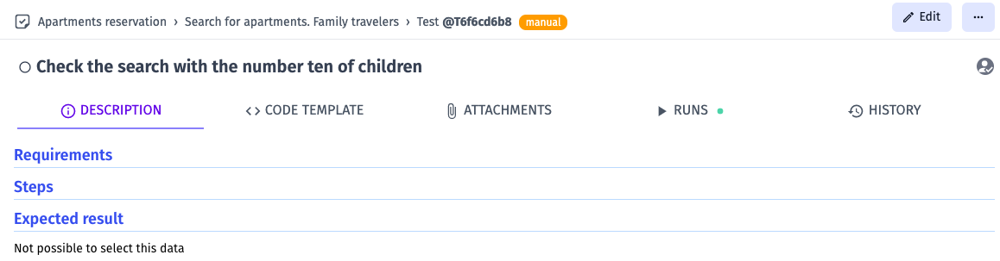 Apartments reservation › Search for apartments. Family travelers › Test @T6f6cd6b8 manual Edit ...
Check the search with the number ten of children
DESCRIPTION <> CODE TEMPLATE ATTACHMENTS RUNS HISTORY
Requirements
Steps
Expected result
Not possible to select this data